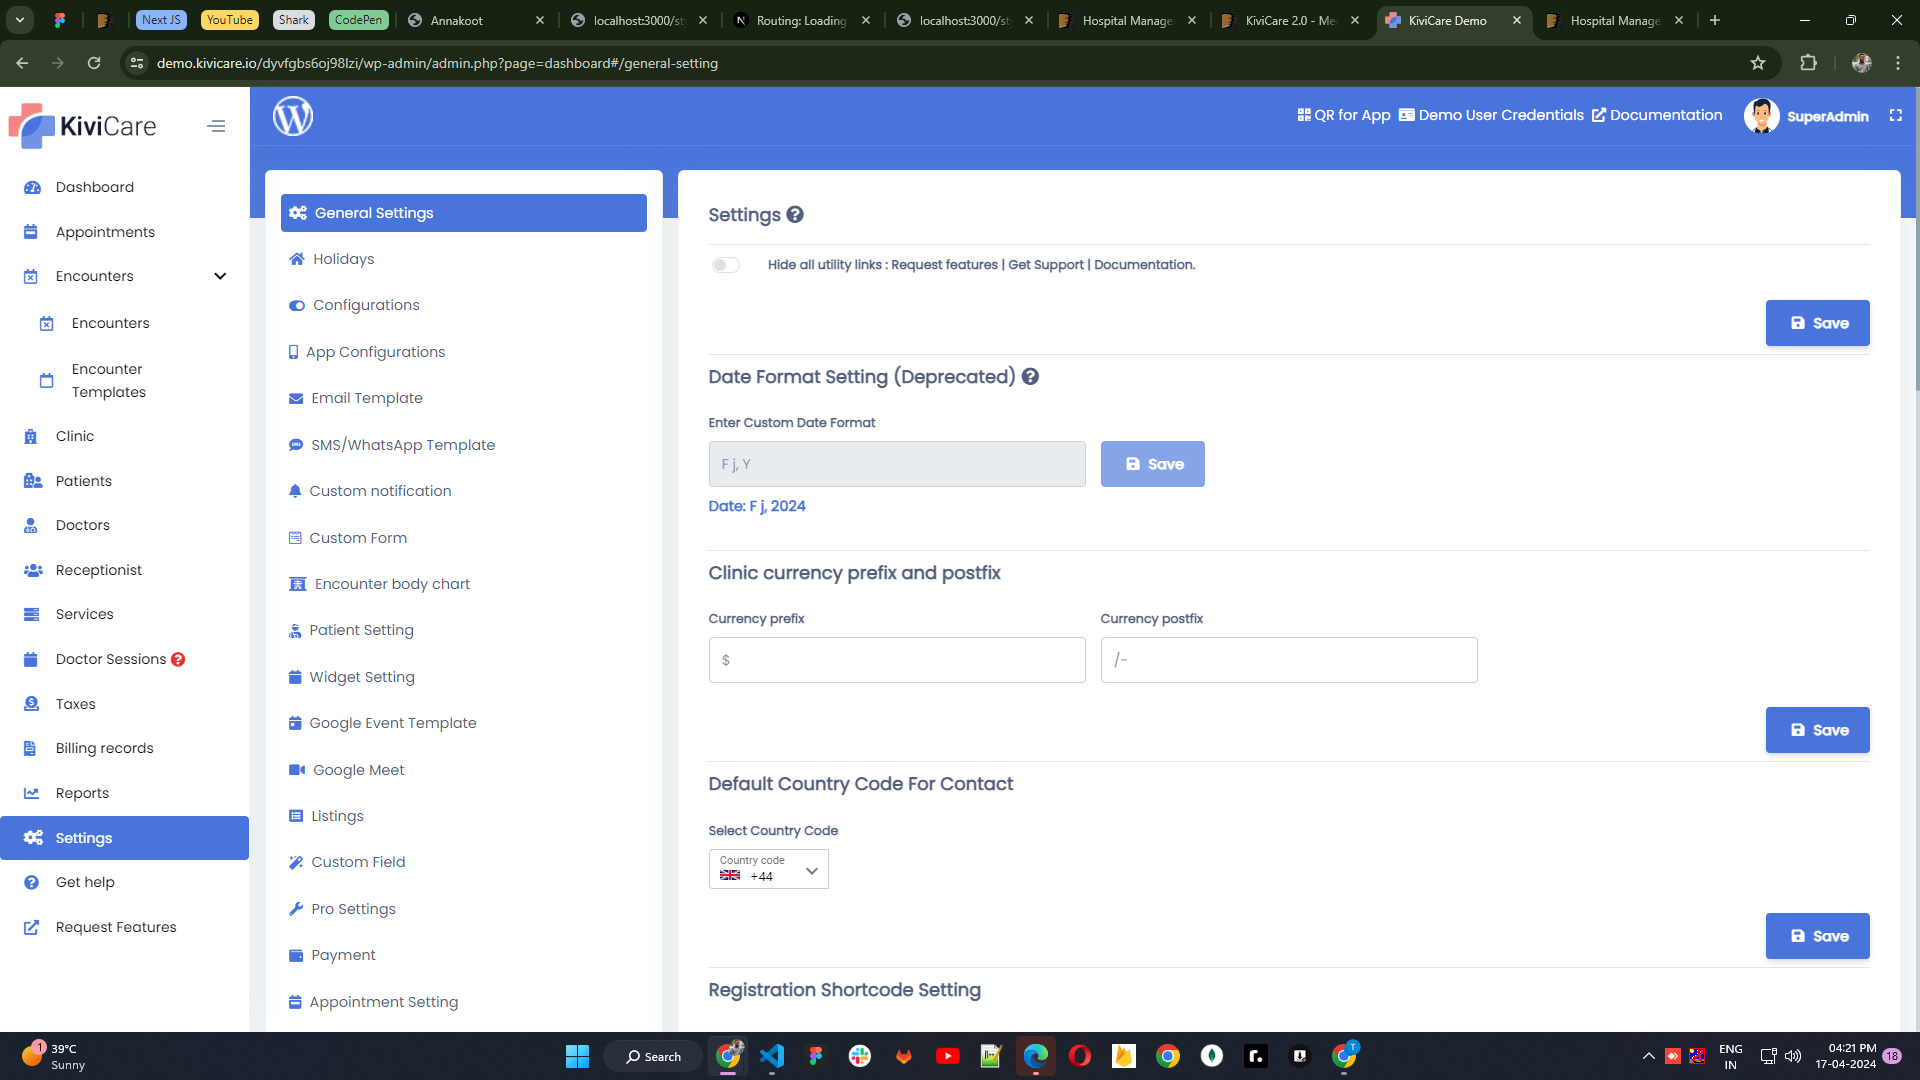 Next JS
YouTube
Shark
CodePen
Annakoot
localhost:3000/st
Routing: Loading
localhost:3000/st
Hospital Manage
KiviCare 2.0 - Me
KiviCare Demo
Hospital Manage
demo.kivicare.io/dyvfgbs6oj98lzi/wp-admin/admin.php?page=dashboard#/general-setting
KiviCare
QR for App
Demo User Credentials
Documentation
SuperAdmin
Dashboard
Appointments
Encounters
Encounters
Encounter
Templates
Clinic
Patients
Doctors
Receptionist
Services
Doctor Sessions
Taxes
Billing records
Reports
Settings
Get help
Request Features
General Settings
Holidays
Configurations
App Configurations
Email Template
SMS/WhatsApp Template
Custom notification
Custom Form
Encounter body chart
Patient Setting
Widget Setting
Google Event Template
Google Meet
Listings
Custom Field
Pro Settings
Payment
Appointment Setting
Settings
Hide all utility links : Request features | Get Support | Documentation.
Save
Date Format Setting (Deprecated)
Enter Custom Date Format
F j, Y
Save
Date: F j, 2024
Clinic currency prefix and postfix
Currency prefix
Currency postfix
$
/-
Save
Default Country Code For Contact
Select Country Code
Country code
+44
Save
Registration Shortcode Setting
1
39°C
Sunny
Search
T
ENG
IN
04:21 PM
17-04-2024
18